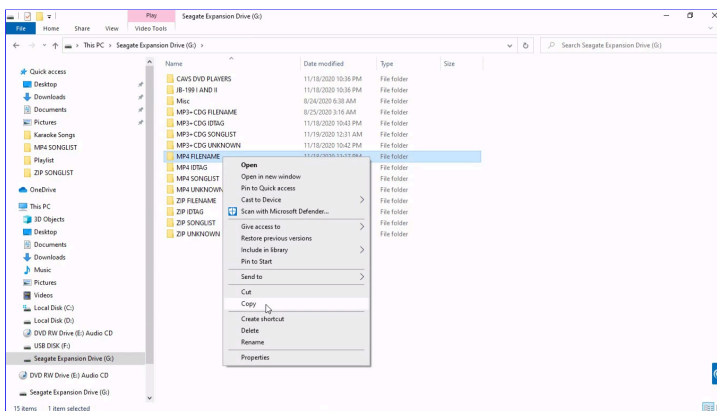 Play Seagate Expansion Drive (G:)
File Home Share View Video Tools
This PC › Seagate Expansion Drive (G:) ›
Search Seagate Expansion Drive (G:)
Name Date modified Type Size
Quick access
Desktop
Downloads
Documents
Pictures
Karaoke Songs
MP4 SONGLIST
Playlist
ZIP SONGLIST
OneDrive
This PC
3D Objects
Desktop
Documents
Downloads
Music
Pictures
Videos
Local Disk (C:)
Local Disk (D:)
DVD RW Drive (E:) Audio CD
USB DISK (F:)
Seagate Expansion Drive (G:)
DVD RW Drive (E:) Audio CD
Seagate Expansion Drive (G:)
CAVS DVD PLAYERS 11/18/2020 10:36 PM File folder
JB-199 I AND II 11/18/2020 10:36 PM File folder
Misc 8/24/2020 6:38 AM File folder
MP3+CDG FILENAME 8/25/2020 3:16 AM File folder
MP3+CDG IDTAG 11/18/2020 10:43 PM File folder
MP3+CDG SONGLIST 11/19/2020 12:31 AM File folder
MP3+CDG UNKNOWN 11/18/2020 10:42 PM File folder
MP4 FILENAME 11/18/2020 11:17 PM File folder
MP4 IDTAG File folder
MP4 SONGLIST File folder
MP4 UNKNOWN File folder
ZIP FILENAME File folder
ZIP IDTAG File folder
ZIP SONGLIST File folder
ZIP UNKNOWN File folder
Open
Open in new window
Pin to Quick access
Cast to Device
Scan with Microsoft Defender...
Give access to
Restore previous versions
Include in library
Pin to Start
Send to
Cut
Copy
Create shortcut
Delete
Rename
Properties
15 items 1 item selected